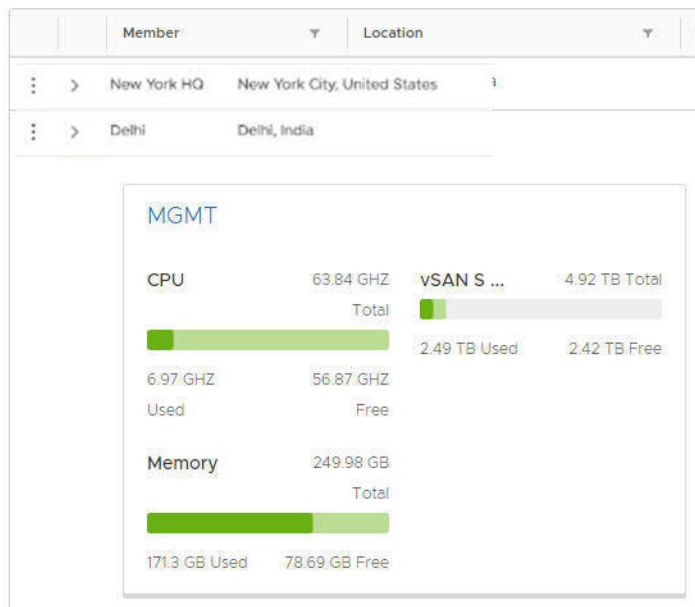 Member Location
New York HQ New York City, United States
Delhi Delhi, India
MGMT
CPU 63.84 GHZ
Total
6.97 GHZ 56.87 GHZ
Used Free
vSAN S ... 4.92 TB Total
2.49 TB Used 2.42 TB Free
Memory 249.98 GB
Total
171.3 GB Used 78.69 GB Free